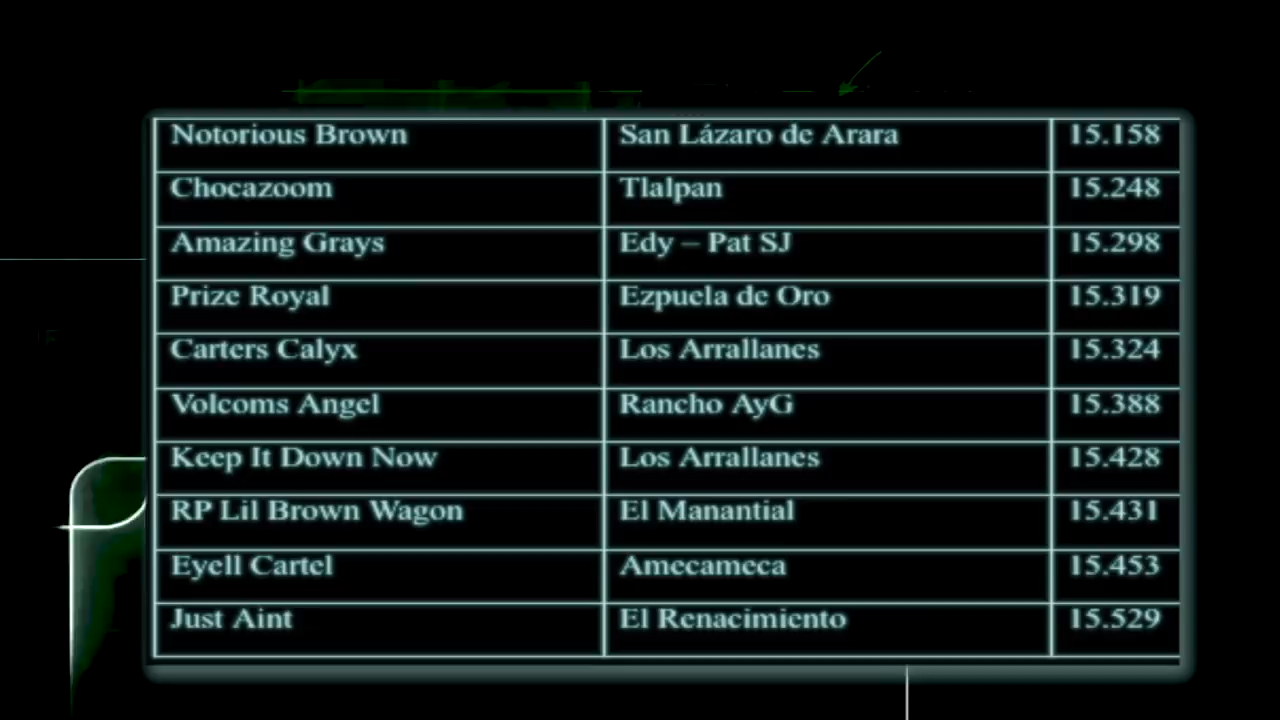 Notorious Brown San Lázaro de Arara 15.158
Chocazoom Tlalpan 15.248
Amazing Grays Edy – Pat SJ 15.298
Prize Royal Ezpuela de Oro 15.319
Carters Calyx Los Arrallanes 15.324
Volcoms Angel Rancho AyG 15.388
Keep It Down Now Los Arrallanes 15.428
RP Lil Brown Wagon El Manantial 15.431
Eyell Cartel Amecameca 15.453
Just Aint El Renacimiento 15.529